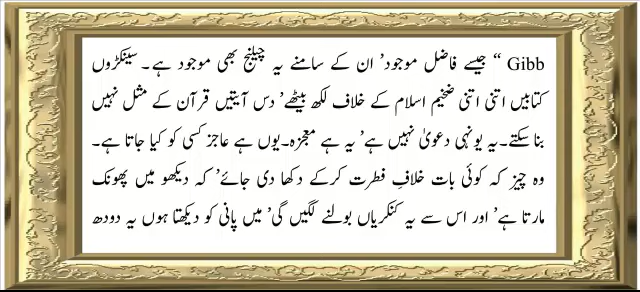 Gibb “ جیسے فاضل موجود’ ان کے سامنے یہ چیلنج بھی موجود ہے۔ سینکڑوں
کتابیں اتنی اتنی ضخیم اسلام کے خلاف لکھ بیٹھے’ دس آیتیں قرآن کے مثل نہیں
بنا سکتے۔ یہ یونہی دعویٰ نہیں ہے’ یہ ہے معجزہ۔ یوں ہے عاجز کسی کو کیا جاتا ہے۔
وہ چیز کہ کوئی بات خلافِ فطرت کرکے دکھا دی جائے’ کہ دیکھو میں پھونک
مارتا ہے’ اور اس سے یہ کنکریاں بولنے لگیں گی’ میں پانی کو دیکھتا ہوں یہ دودھ